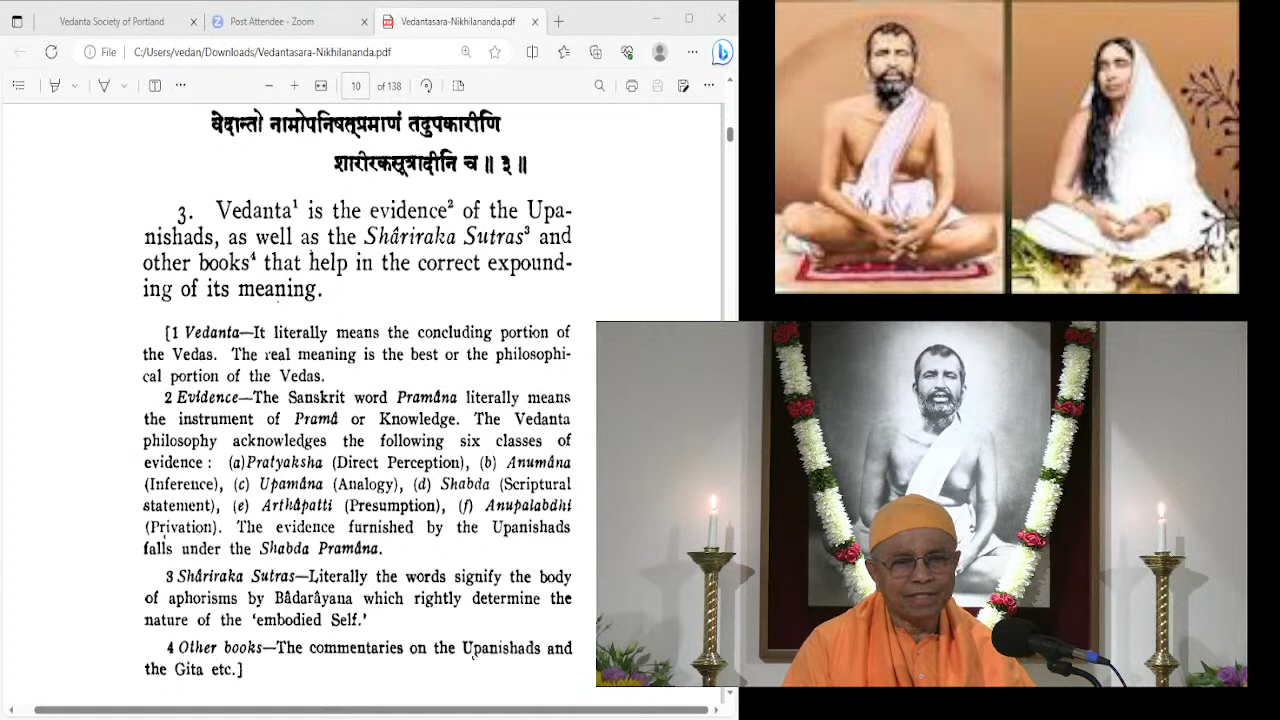 Vedanta Society of Portland
Post Attendee - Zoom
Vedantasara-Nikhilananda.pdf
File
C:/Users/vedan/Downloads/Vedantasara-Nikhilananda.pdf
10 of 138
वेदान्तो नामोपनिषत्प्रमाणं तदुपकारीणि
शारीरकसूत्रादीनि च ॥ ३ ॥
3. Vedanta¹ is the evidence² of the Upa-
nishads, as well as the Shâriraka Sutras³ and
other books⁴ that help in the correct expound-
ing of its meaning.
[1 Vedanta—It literally means the concluding portion of
the Vedas. The real meaning is the best or the philosophi-
cal portion of the Vedas.
2 Evidence—The Sanskrit word Pramâna literally means
the instrument of Pramâ or Knowledge. The Vedanta
philosophy acknowledges the following six classes of
evidence : (a)Pratyaksha (Direct Perception), (b) Anumâna
(Inference), (c) Upamâna (Analogy), (d) Shabda (Scriptural
statement), (e) Arthâpatti (Presumption), (f) Anupalabdhi
(Privation). The evidence furnished by the Upanishads
falls under the Shabda Pramâna.
3 Shâriraka Sutras—Literally the words signify the body
of aphorisms by Bâdarâyana which rightly determine the
nature of the 'embodied Self.'
4 Other books—The commentaries on the Upanishads and
the Gita etc.]